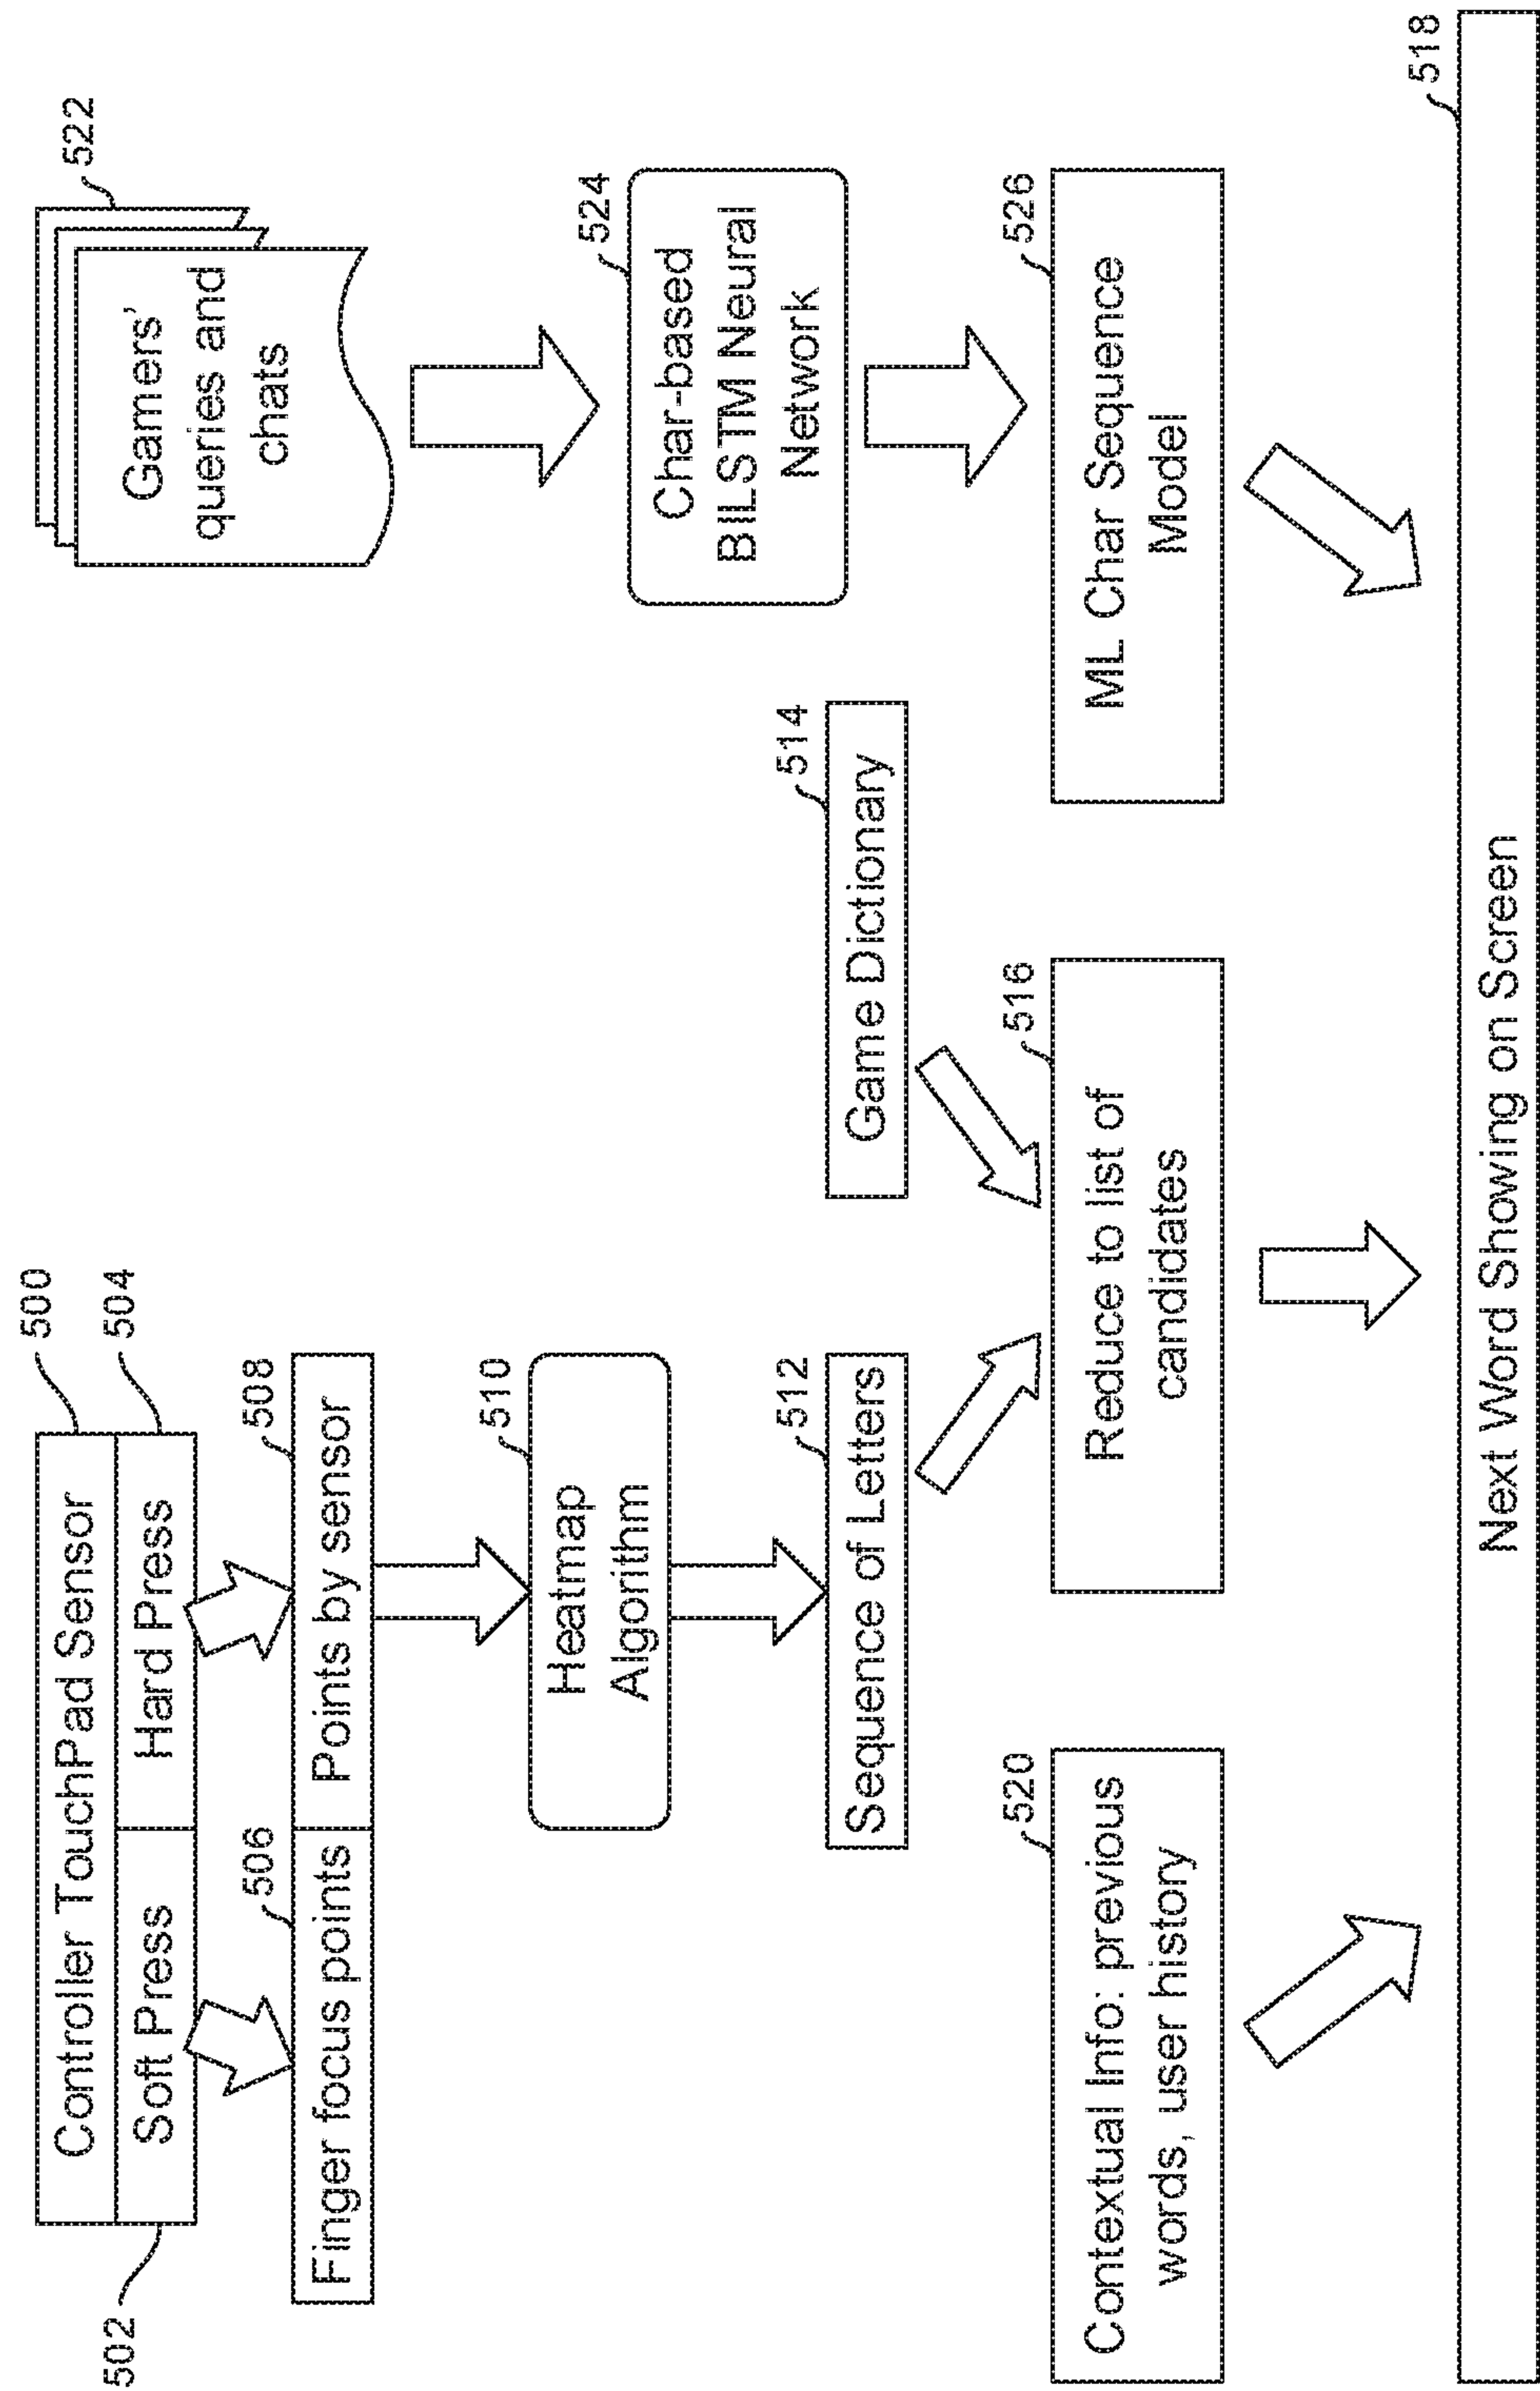 500
Controller TouchPad Sensor
502
Soft Press
Hard Press
504
506
Finger focus points
508
Points by sensor
510
Heatmap
Algorithm
512
Sequence of Letters
514
Game Dictionary
516
Reduce to list of
candidates
520
Contextual Info: previous
words, user history
522
Gamers'
queries and
chats
524
Char-based
BILSTM Neural
Network
526
ML Char Sequence
Model
518
Next Word Showing on Screen